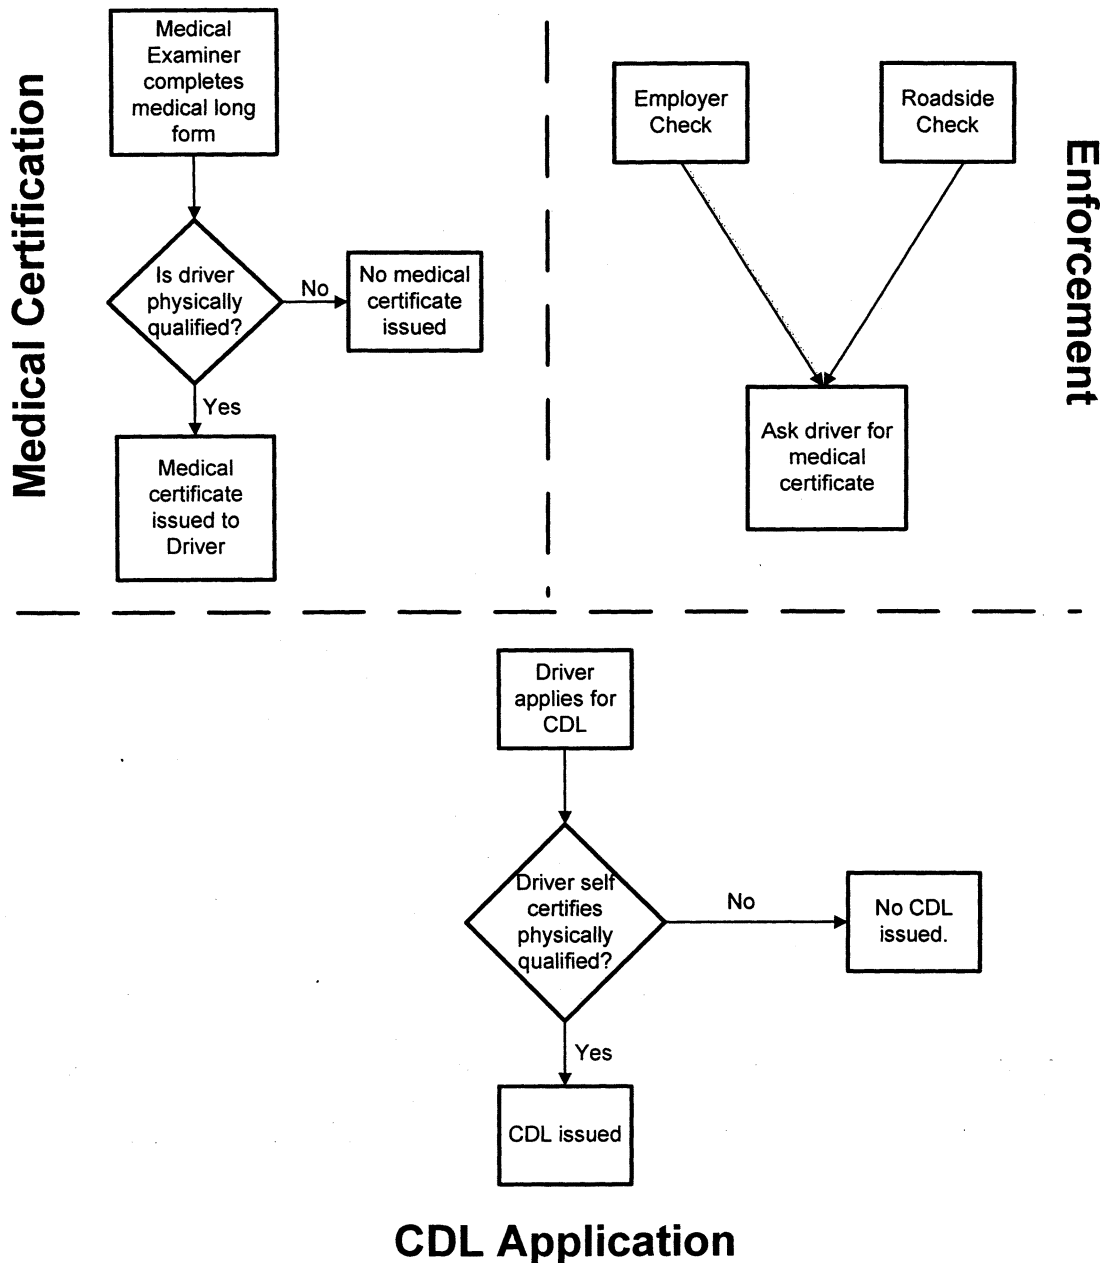 Medical Certification
Medical
Examiner
completes
medical long
form
Is driver
physically
qualified?
No
No medical
certificate
issued
Yes
Medical
certificate
issued to
Driver
Enforcement
Employer
Check
Roadside
Check
Ask driver for
medical
certificate
Driver
applies for
CDL
Driver self
certifies
physically
qualified?
No
No CDL
issued.
Yes
CDL issued
CDL Application